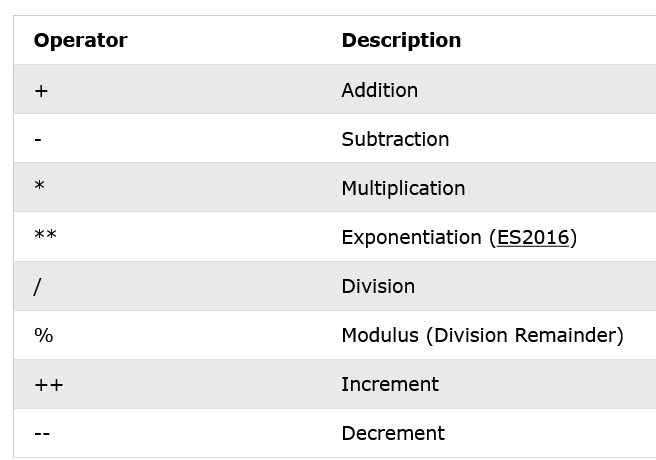 Operator Description
+ Addition
- Subtraction
* Multiplication
** Exponentiation (ES2016)
/ Division
% Modulus (Division Remainder)
++ Increment
-- Decrement